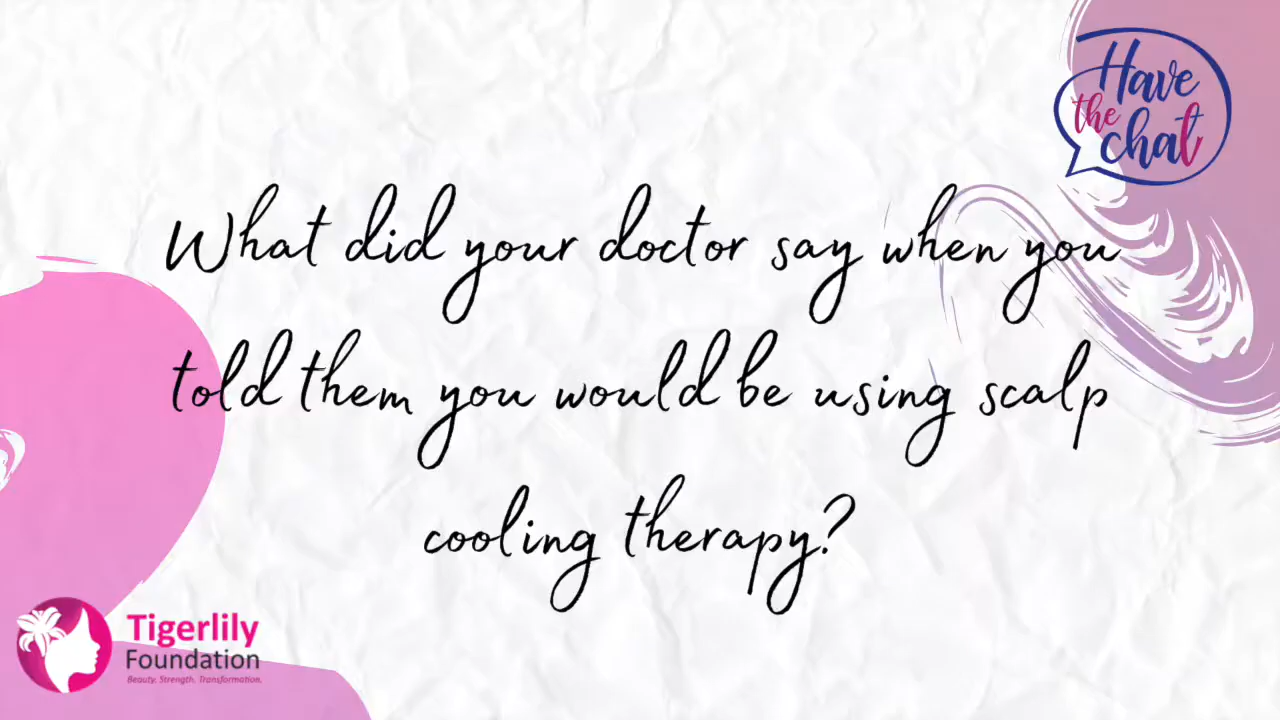 Have
the
chat
What did your doctor say when you
told them you would be using scalp
cooling therapy?
Tigerlily
Foundation
Beauty. Strength. Transformation.